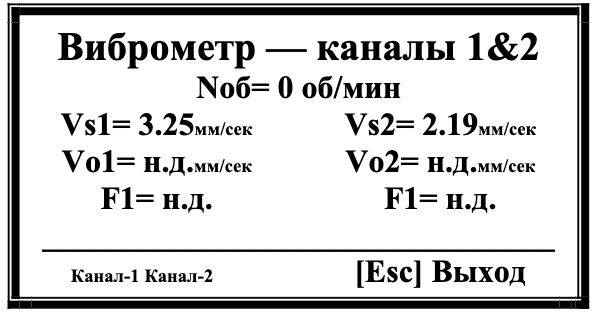 Виброметр — каналы 1&2
Nоб= 0 об/мин
Vs1= 3.25мм/сек Vs2= 2.19мм/сек
Vo1= н.д.мм/сек Vo2= н.д.мм/сек
F1= н.д. F1= н.д.
Канал-1 Канал-2 [Esc] Выход